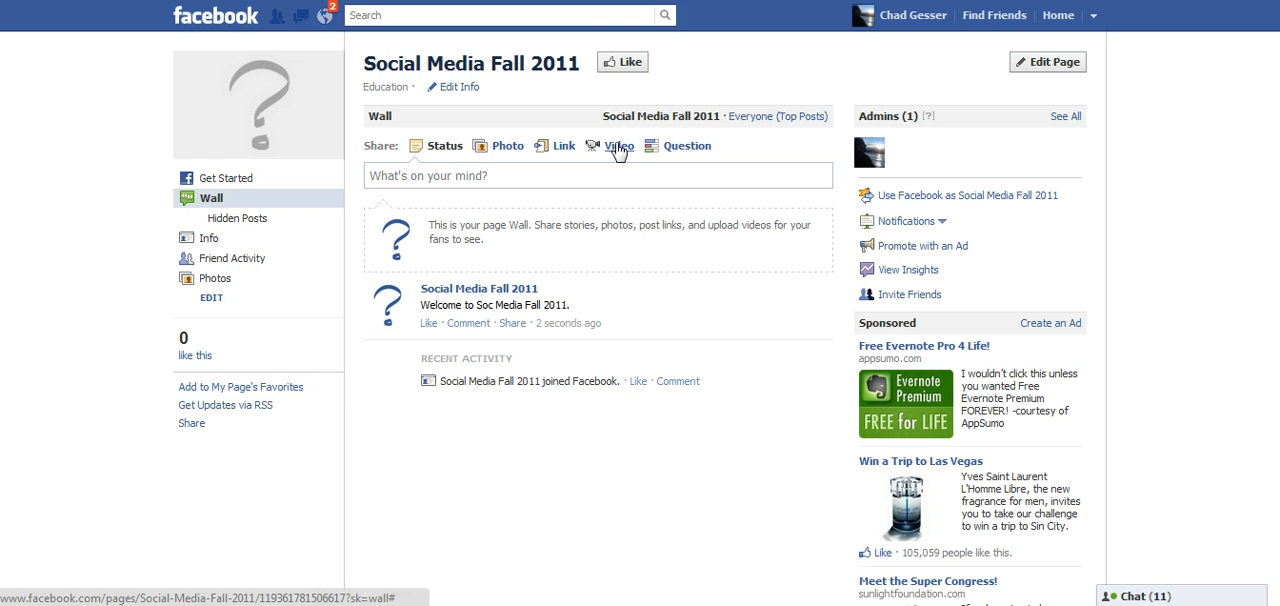 facebook 2 Search Chad Gesser Find Friends Home
Social Media Fall 2011 Like Edit Page
Education · Edit Info
Wall Social Media Fall 2011 · Everyone (Top Posts)
Share: Status Photo Link Video Question
What's on your mind?
This is your page Wall. Share stories, photos, post links, and upload videos for your
fans to see.
Social Media Fall 2011
Welcome to Soc Media Fall 2011.
Like · Comment · Share · 2 seconds ago
RECENT ACTIVITY
Social Media Fall 2011 joined Facebook. · Like · Comment
Get Started
Wall
Hidden Posts
Info
Friend Activity
Photos
EDIT
0
like this
Add to My Page's Favorites
Get Updates via RSS
Share
Admins (1) [?] See All
Use Facebook as Social Media Fall 2011
Notifications
Promote with an Ad
View Insights
Invite Friends
Sponsored Create an Ad
Free Evernote Pro 4 Life!
appsumo.com
Evernote
Premium
FREE for LIFE
I wouldn't click this unless
you wanted Free
Evernote Premium
FOREVER! -courtesy of
AppSumo
Win a Trip to Las Vegas
Yves Saint Laurent
L'Homme Libre, the new
fragrance for men, invites
you to take our challenge
to win a trip to Sin City.
Like · 105,059 people like this.
Meet the Super Congress!
sunlightfoundation.com
www.facebook.com/pages/Social-Media-Fall-2011/119361781506617?sk=wall#
Chat (11)